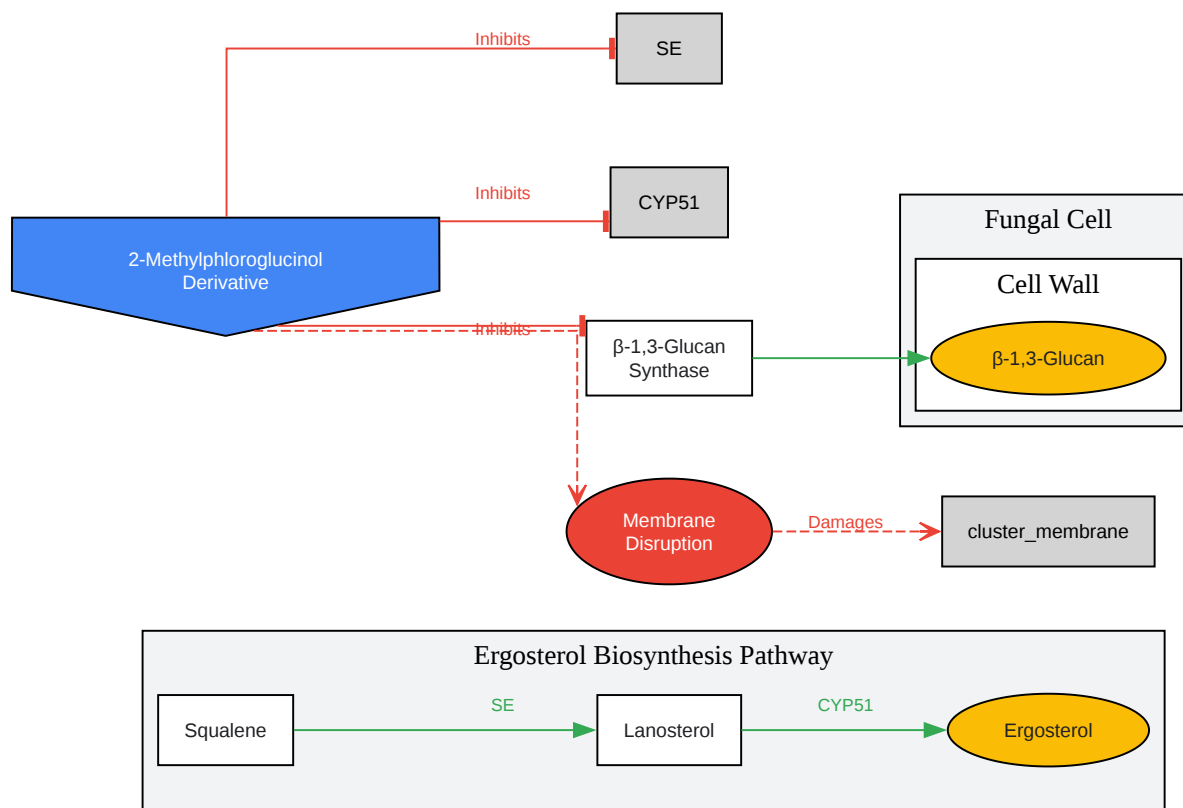 Inhibits
SE
Inhibits
CYP51
2-Methylphloroglucinol
Derivative
Fungal Cell
Cell Wall
Inhibits
β-1,3-Glucan
Synthase
β-1,3-Glucan
Membrane
Disruption
Damages
cluster_membrane
Ergosterol Biosynthesis Pathway
Squalene
SE
Lanosterol
CYP51
Ergosterol